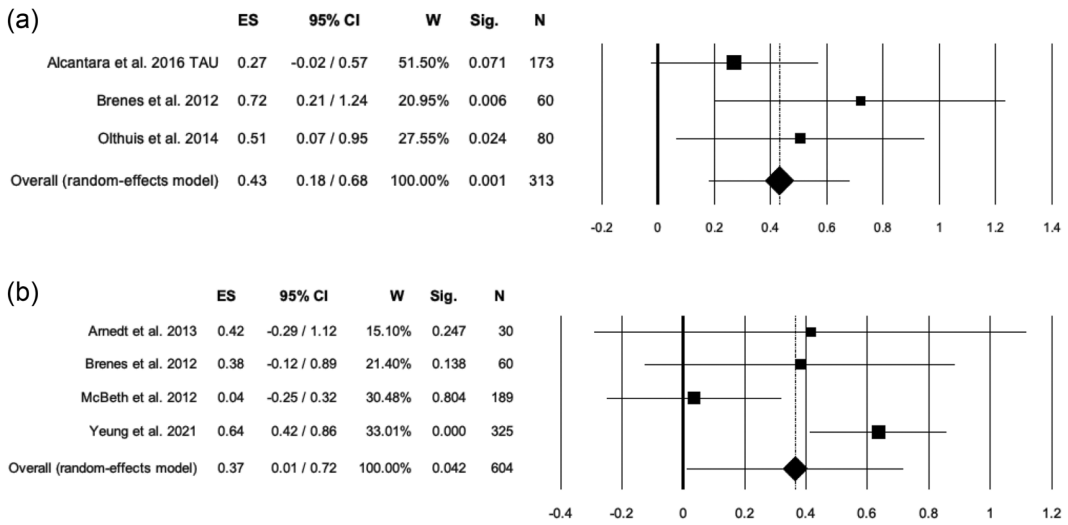 (a)
ES 95% CI W Sig. N
Alcantara et al. 2016 TAU 0.27 -0.02 / 0.57 51.50% 0.071 173
Brenes et al. 2012 0.72 0.21 / 1.24 20.95% 0.006 60
Olthuis et al. 2014 0.51 0.07 / 0.95 27.55% 0.024 80
Overall (random-effects model) 0.43 0.18 / 0.68 100.00% 0.001 313
-0.2 0 0.2 0.4 0.6 0.8 1 1.2 1.4
(b)
ES 95% CI W Sig. N
Arnedt et al. 2013 0.42 -0.29 / 1.12 15.10% 0.247 30
Brenes et al. 2012 0.38 -0.12 / 0.89 21.40% 0.138 60
McBeth et al. 2012 0.04 -0.25 / 0.32 30.48% 0.804 189
Yeung et al. 2021 0.64 0.42 / 0.86 33.01% 0.000 325
Overall (random-effects model) 0.37 0.01 / 0.72 100.00% 0.042 604
-0.4 -0.2 0 0.2 0.4 0.6 0.8 1 1.2